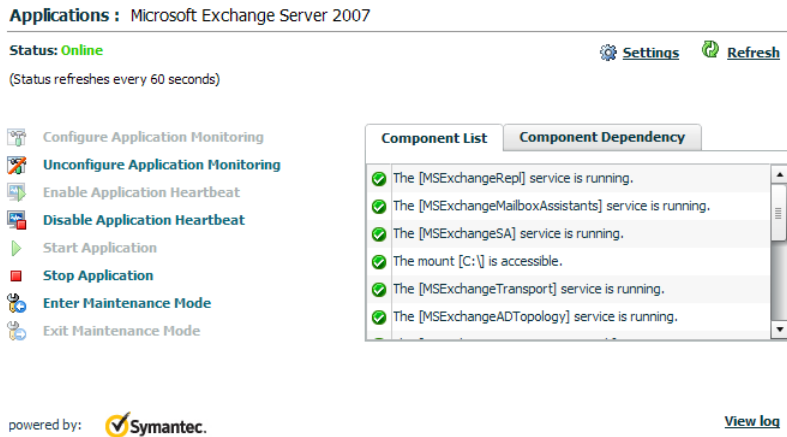 Applications : Microsoft Exchange Server 2007
Status: Online
Settings
Refresh
(Status refreshes every 60 seconds)
Configure Application Monitoring
Unconfigure Application Monitoring
Enable Application Heartbeat
Disable Application Heartbeat
Start Application
Stop Application
Enter Maintenance Mode
Exit Maintenance Mode
Component List
Component Dependency
The [MSExchangeRepl] service is running.
The [MSExchangeMailboxAssistants] service is running.
The [MSExchangeSA] service is running.
The mount [C:\] is accessible.
The [MSExchangeTransport] service is running.
The [MSExchangeADTopology] service is running.
powered by: Symantec.
View log